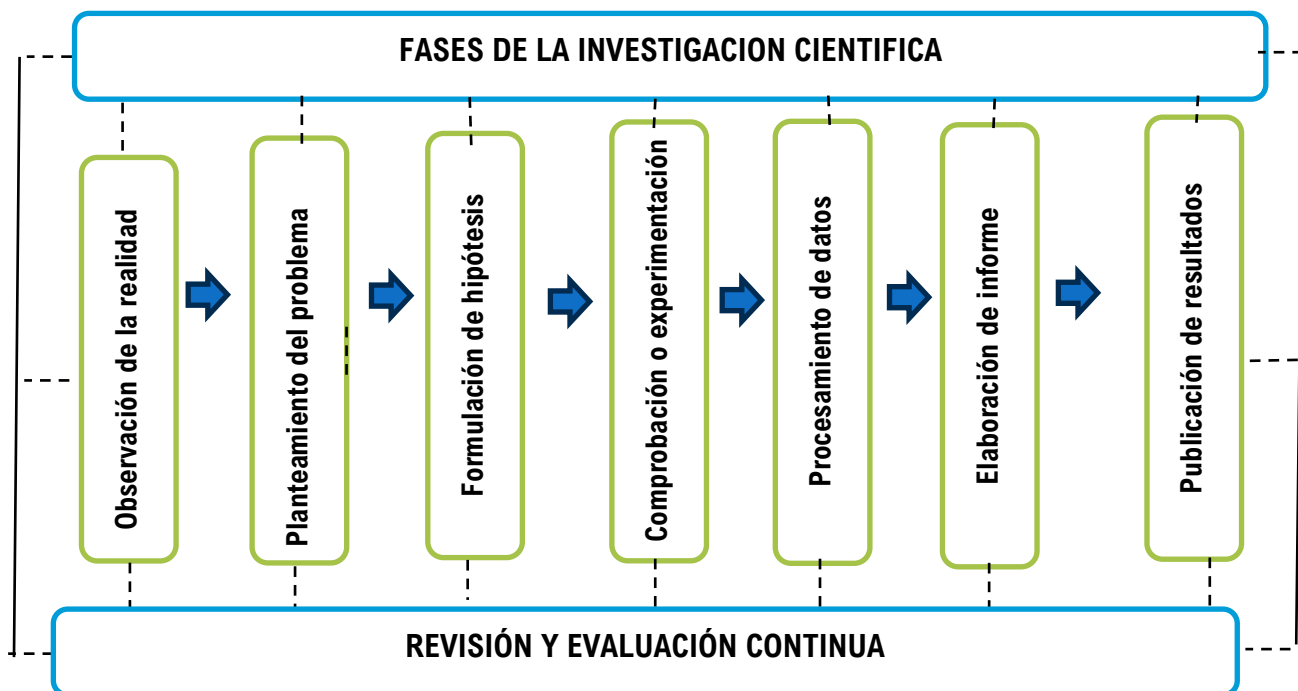 FASES DE LA INVESTIGACION CIENTIFICA
Observación de la realidad
Planteamiento del problema
Formulación de hipótesis
Comprobación o experimentación
Procesamiento de datos
Elaboración de informe
Publicación de resultados
REVISIÓN Y EVALUACIÓN CONTINUA